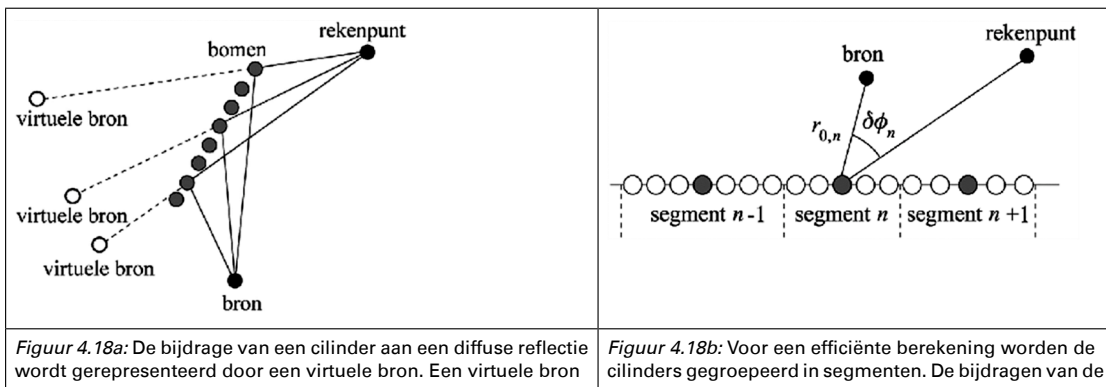 rekenpunt
bomen
virtuele bron
virtuele bron
virtuele bron
bron
rekenpunt
bron
r0,n
δϕn
segment n-1
segment n
segment n+1
Figuur 4.18a: De bijdrage van een cilinder aan een diffuse reflectie
wordt gerepresenteerd door een virtuele bron. Een virtuele bron
Figuur 4.18b: Voor een efficiënte berekening worden de
cilinders gegroepeerd in segmenten. De bijdragen van de